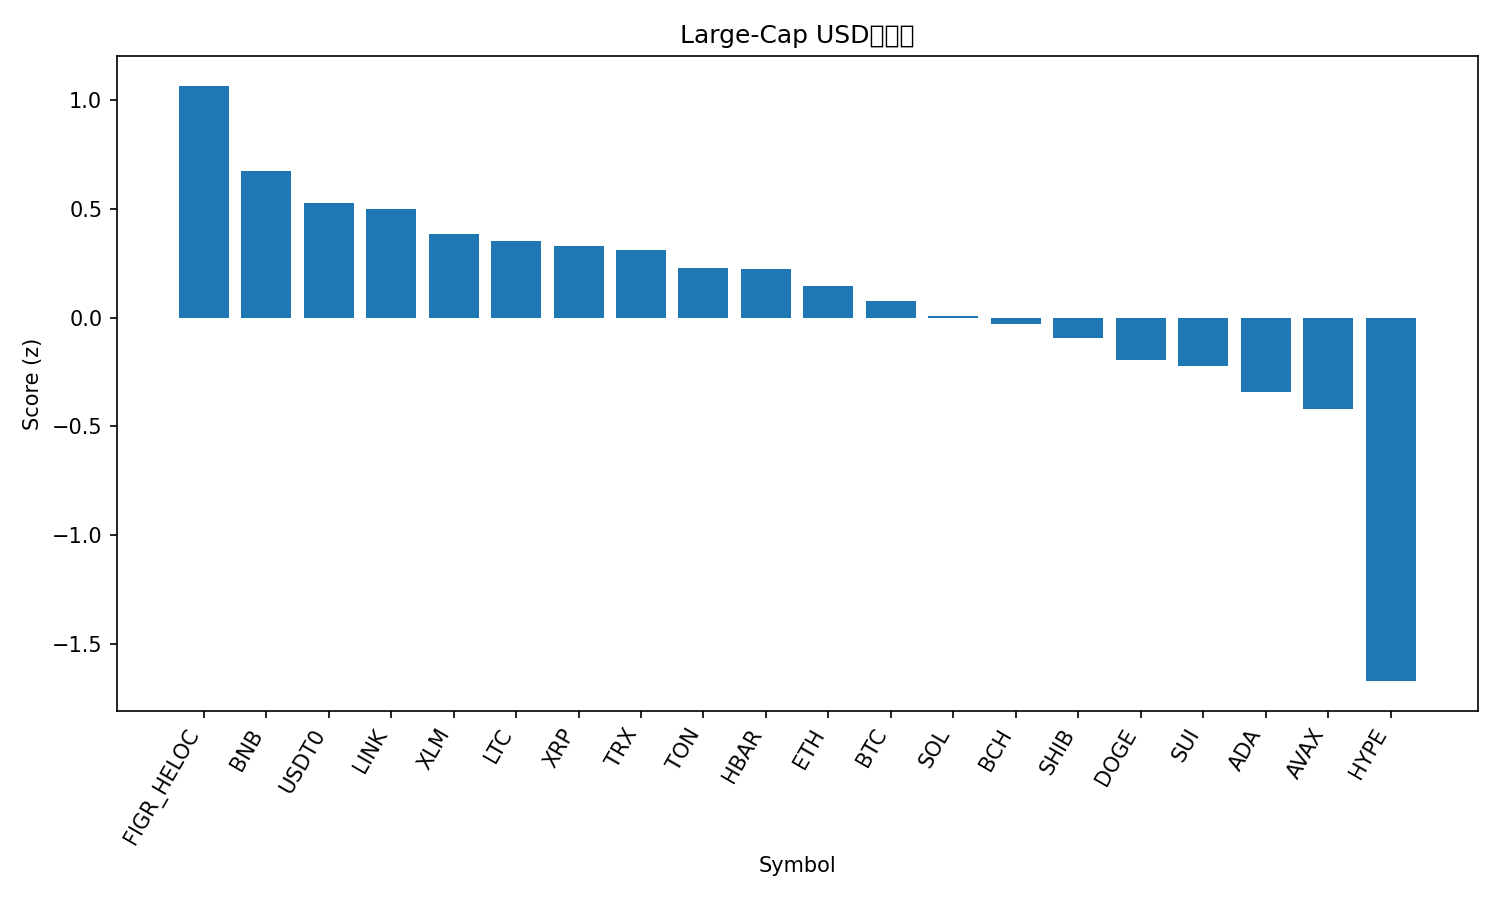 Large-Cap USD
1.0
0.5
0.0
−0.5
−1.0
−1.5
Score (z)
FIGR_HELOC
BNB
USDT0
LINK
XLM
LTC
XRP
TRX
TON
HBAR
ETH
BTC
SOL
BCH
SHIB
DOGE
SUI
ADA
AVAX
HYPE
Symbol